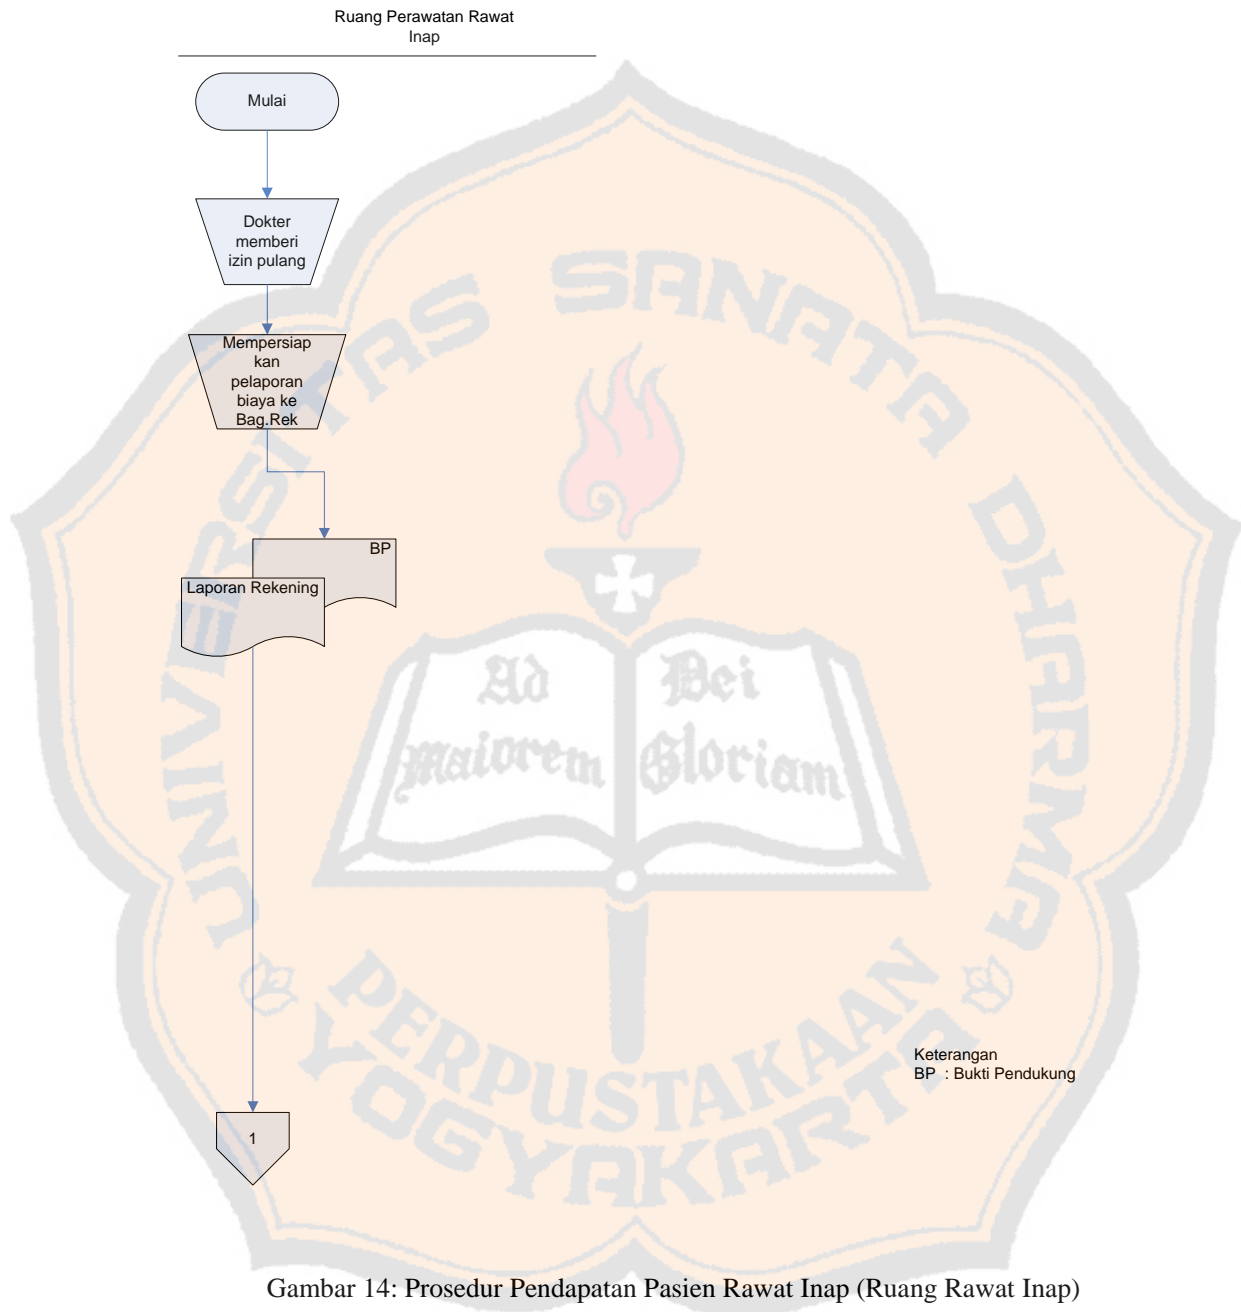 Ruang Perawatan Rawat
Inap
Mulai
Dokter
memberi
izin pulang
Mempersiap
kan
pelaporan
biaya ke
Bag.Rek
BP
Laporan Rekening
1
Keterangan
BP : Bukti Pendukung
UNIVERSITAS SANATA DHARMA
Ad
maiorem
Dei
Gloriam
PERPUSTAKAAN
YOGYAKARTA
Gambar 14: Prosedur Pendapatan Pasien Rawat Inap (Ruang Rawat Inap)